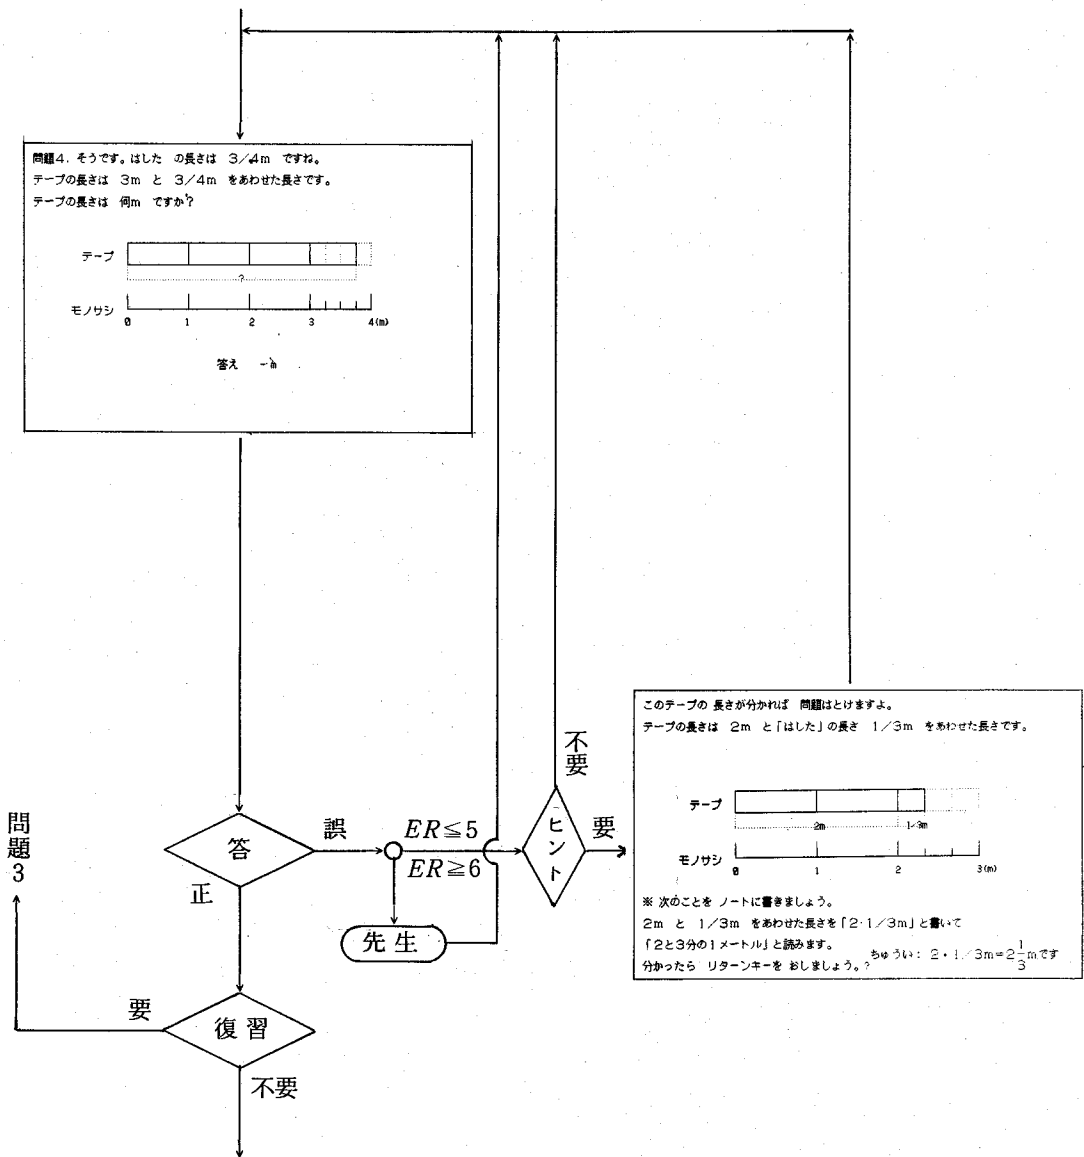 問題4. そうです。はした の長さは 3/4m ですね。
テープの長さは 3m と 3/4m をあわせた長さです。
テープの長さは 何m ですか?
テープ
?
モノサシ
0 1 2 3 4(m)
答え -m
このテープの 長さが分かれば 問題はとけますよ。
テープの長さは 2m と「はした」の長さ 1/3m をあわせた長さです。
テープ
2m 1/3m
モノサシ
0 1 2 3(m)
※ 次のことを ノートに書きましょう。
2m と 1/3m をあわせた長さを「2・1/3m」と書いて
「2と3分の1メートル」と読みます。
ちゅうい: 2・1/3m=2 1/3 mです
分かったら リターンキーを おしましょう。?
答
誤
正
ER≦5
ER≧6
先生
ヒント
不要
要
復習
要
問題3
不要